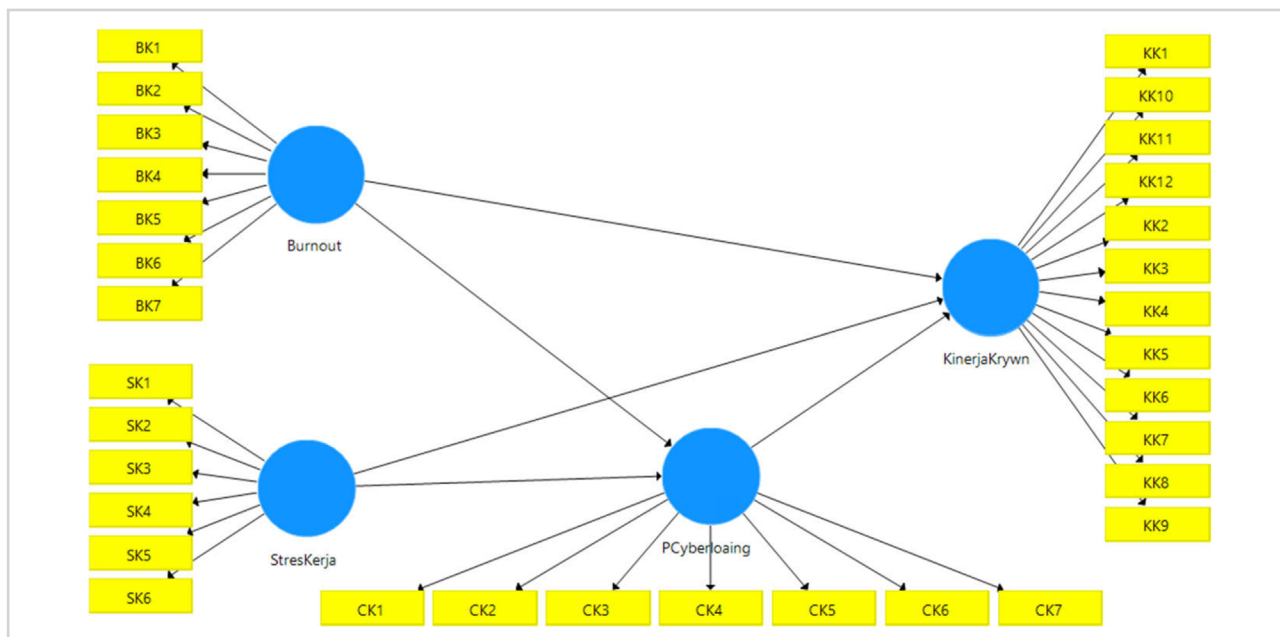 BK1
BK2
BK3
BK4
BK5
BK6
BK7
Burnout
SK1
SK2
SK3
SK4
SK5
SK6
StresKerja
PCyberloaing
CK1
CK2
CK3
CK4
CK5
CK6
CK7
KinerjaKrywn
KK1
KK10
KK11
KK12
KK2
KK3
KK4
KK5
KK6
KK7
KK8
KK9